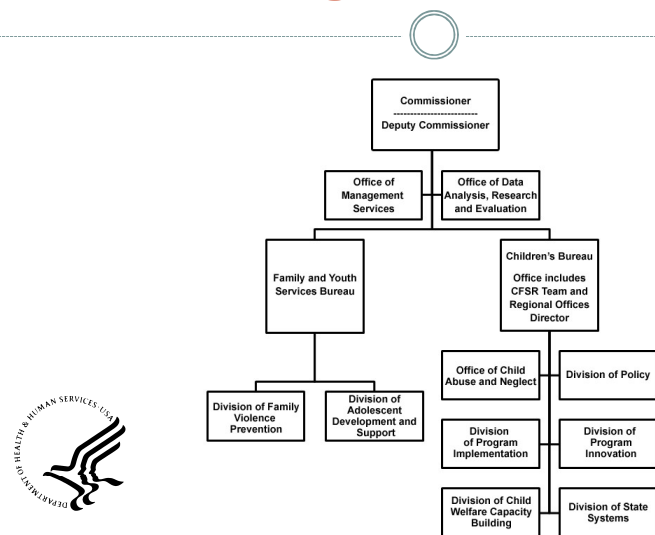 Commissioner
-------------------------
Deputy Commissioner
Office of
Management
Services
Office of Data
Analysis, Research
and Evaluation
Family and Youth
Services Bureau
Children's Bureau
Office includes
CFSR Team and
Regional Offices
Director
Division of Family
Violence
Prevention
Division of
Adolescent
Development and
Support
Office of Child
Abuse and Neglect
Division of Policy
Division
of Program
Implementation
Division of
Program
Innovation
Division of Child
Welfare Capacity
Building
Division of State
Systems
DEPARTMENT OF HEALTH & HUMAN SERVICES·USA